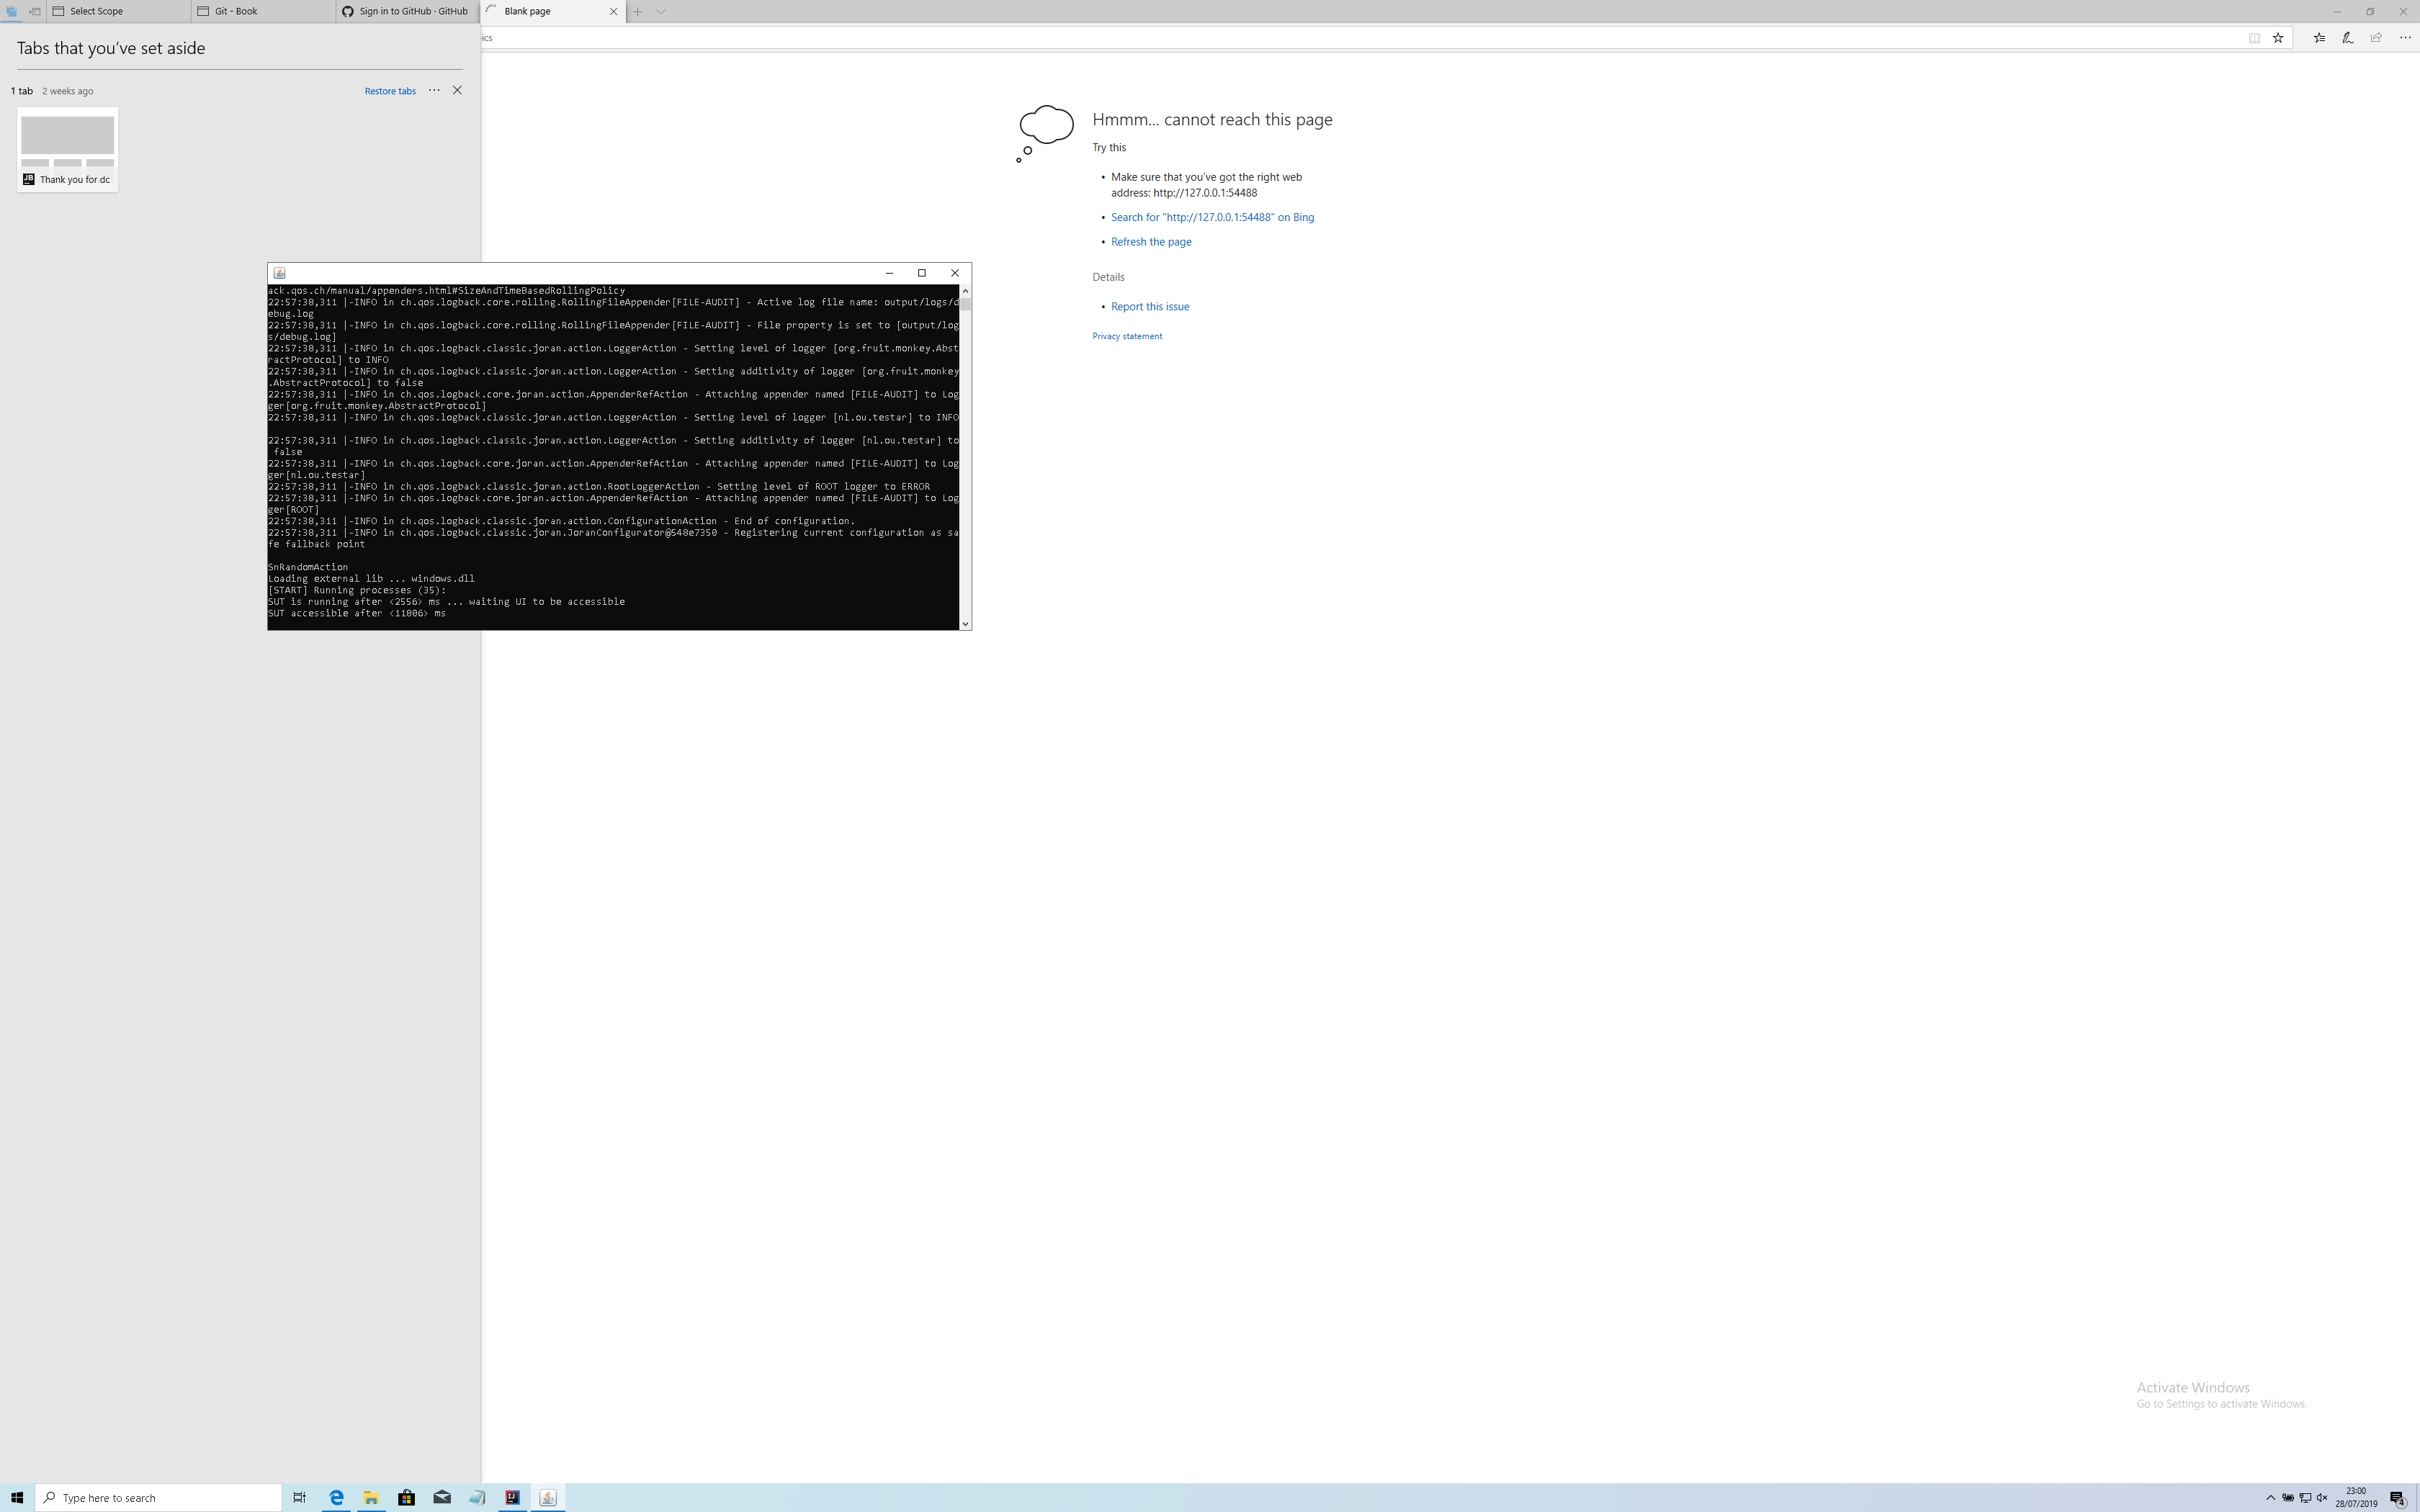 Select Scope
Git - Book
Sign in to GitHub · GitHub
Blank page
ics
Tabs that you've set aside
1 tab 2 weeks ago Restore tabs
JB Thank you for dc
Hmmm... cannot reach this page
Try this
• Make sure that you've got the right web
address: http://127.0.0.1:54488
• Search for "http://127.0.0.1:54488" on Bing
• Refresh the page
Details
• Report this issue
Privacy statement
ack.qos.ch/manual/appenders.html#SizeAndTimeBasedRollingPolicy
22:57:38,311 |-INFO in ch.qos.logback.core.rolling.RollingFileAppender[FILE-AUDIT] - Active log file name: output/logs/d
ebug.log
22:57:38,311 |-INFO in ch.qos.logback.core.rolling.RollingFileAppender[FILE-AUDIT] - File property is set to [output/log
s/debug.log]
22:57:38,311 |-INFO in ch.qos.logback.classic.joran.action.LoggerAction - Setting level of logger [org.fruit.monkey.Abst
ractProtocol] to INFO
22:57:38,311 |-INFO in ch.qos.logback.classic.joran.action.LoggerAction - Setting additivity of logger [org.fruit.monkey
.AbstractProtocol] to false
22:57:38,311 |-INFO in ch.qos.logback.core.joran.action.AppenderRefAction - Attaching appender named [FILE-AUDIT] to Log
ger[org.fruit.monkey.AbstractProtocol]
22:57:38,311 |-INFO in ch.qos.logback.classic.joran.action.LoggerAction - Setting level of logger [nl.ou.testar] to INFO
22:57:38,311 |-INFO in ch.qos.logback.classic.joran.action.LoggerAction - Setting additivity of logger [nl.ou.testar] to
false
22:57:38,311 |-INFO in ch.qos.logback.core.joran.action.AppenderRefAction - Attaching appender named [FILE-AUDIT] to Log
ger[nl.ou.testar]
22:57:38,311 |-INFO in ch.qos.logback.classic.joran.action.RootLoggerAction - Setting level of ROOT logger to ERROR
22:57:38,311 |-INFO in ch.qos.logback.core.joran.action.AppenderRefAction - Attaching appender named [FILE-AUDIT] to Log
ger[ROOT]
22:57:38,311 |-INFO in ch.qos.logback.classic.joran.action.ConfigurationAction - End of configuration.
22:57:38,311 |-INFO in ch.qos.logback.classic.joran.JoranConfigurator@548e7350 - Registering current configuration as sa
fe fallback point
SnRandomAction
Loading external lib ... windows.dll
[START] Running processes (35):
SUT is running after <2556> ms ... waiting UI to be accessible
SUT accessible after <11806> ms
Activate Windows
Go to Settings to activate Windows.
Type here to search
23:00
28/07/2019
4